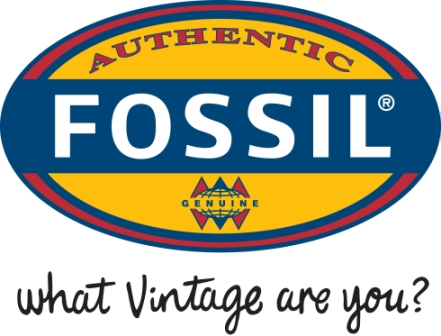 AUTHENTIC
FOSSIL®
GENUINE
what Vintage are you?